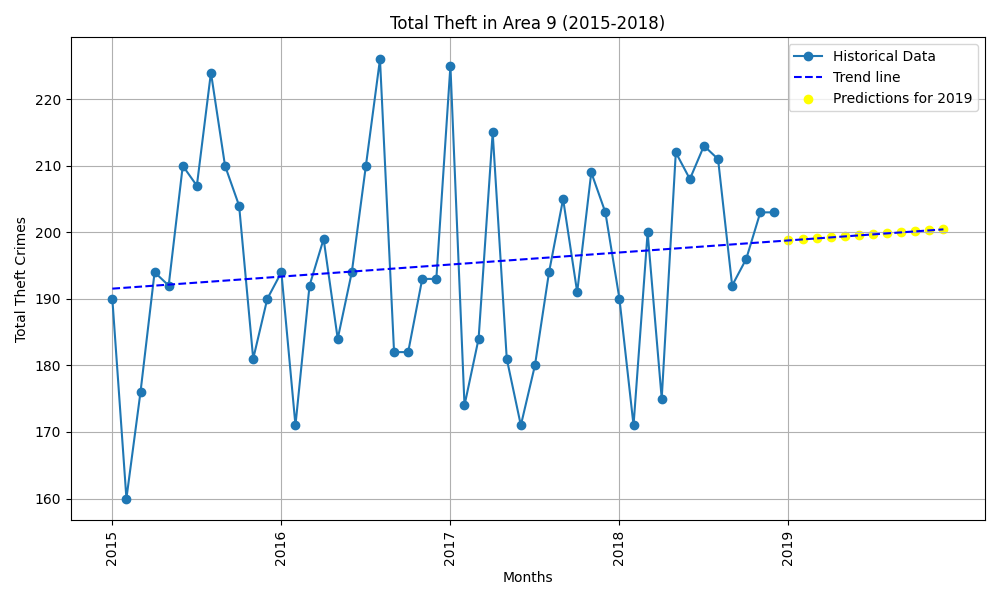 Total Theft in Area 9 (2015-2018)
Historical Data
Trend line
Predictions for 2019
Total Theft Crimes
220
210
200
190
180
170
160
2015
2016
2017
2018
2019
Months